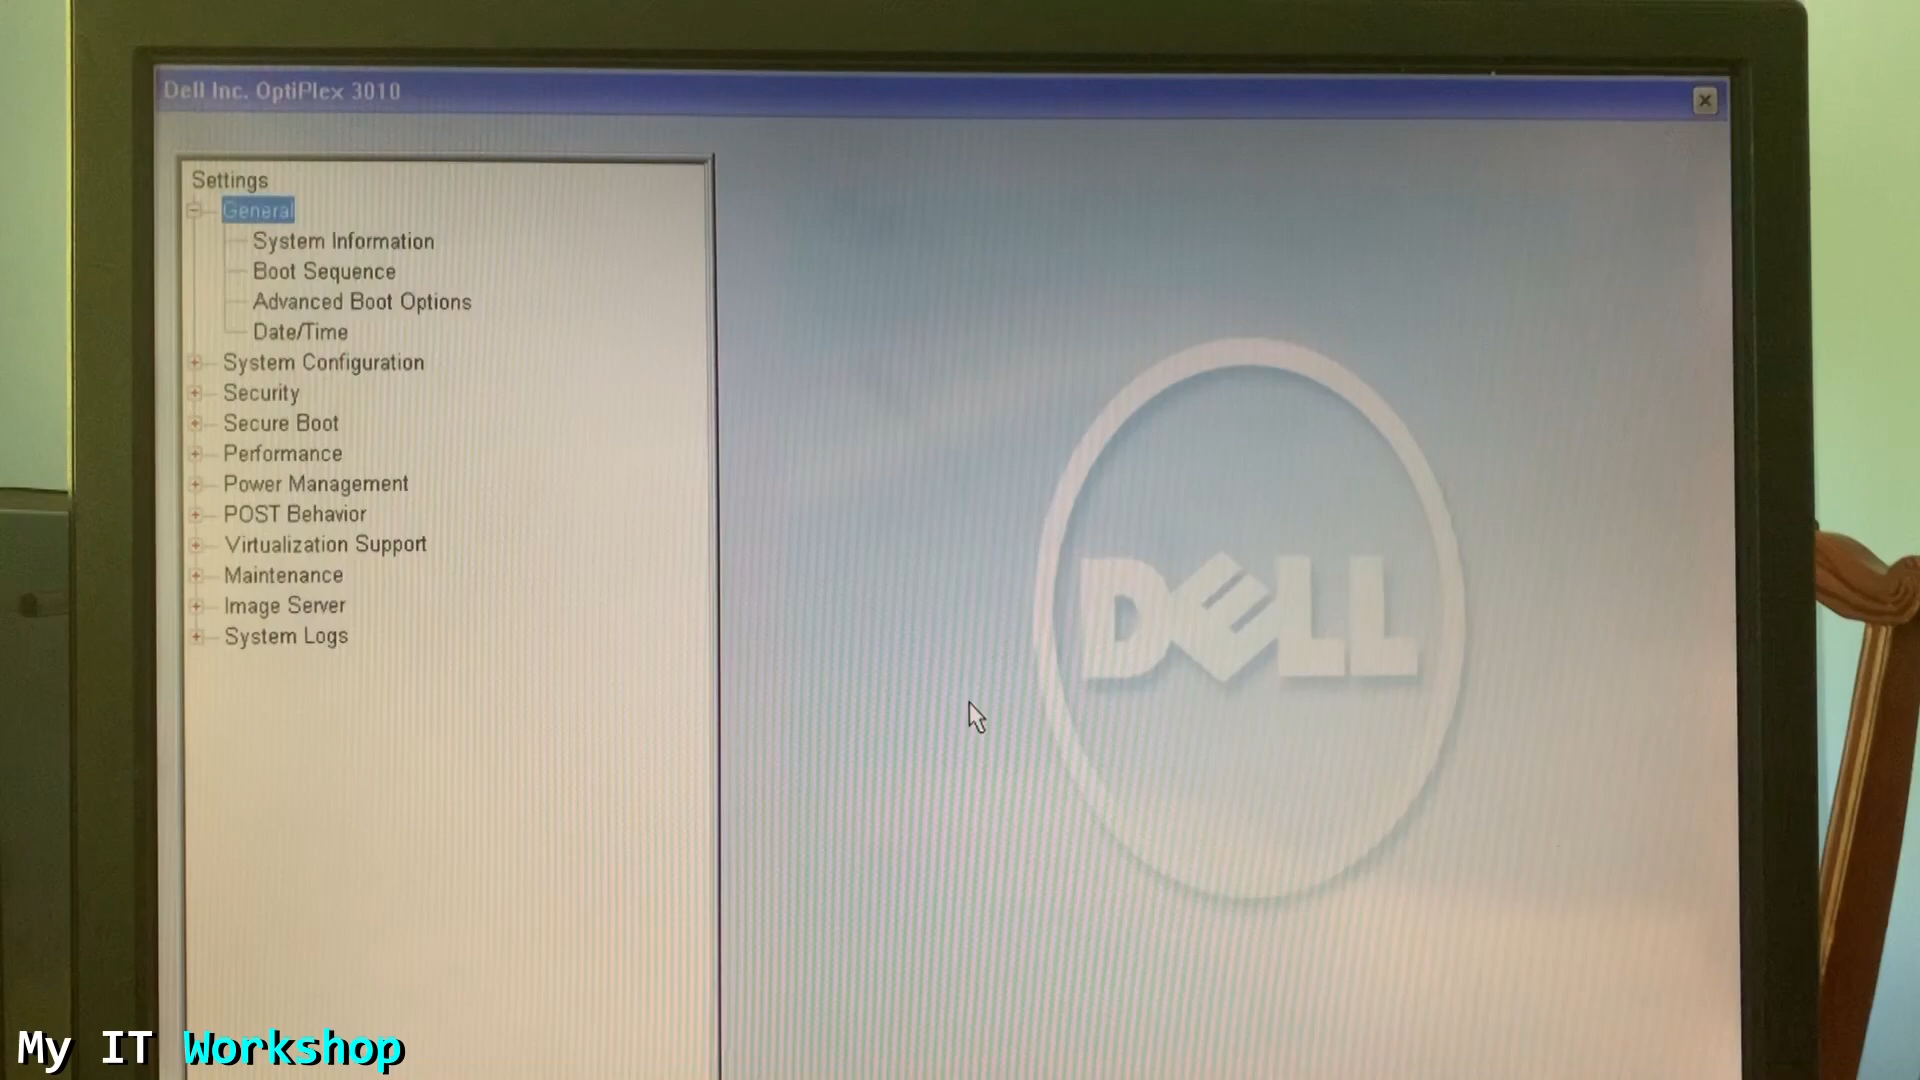 Dell Inc. OptiPlex 3010
Settings
General
System Information
Boot Sequence
Advanced Boot Options
Date/Time
System Configuration
Security
Secure Boot
Performance
Power Management
POST Behavior
Virtualization Support
Maintenance
Image Server
System Logs
DELL
My IT Workshop